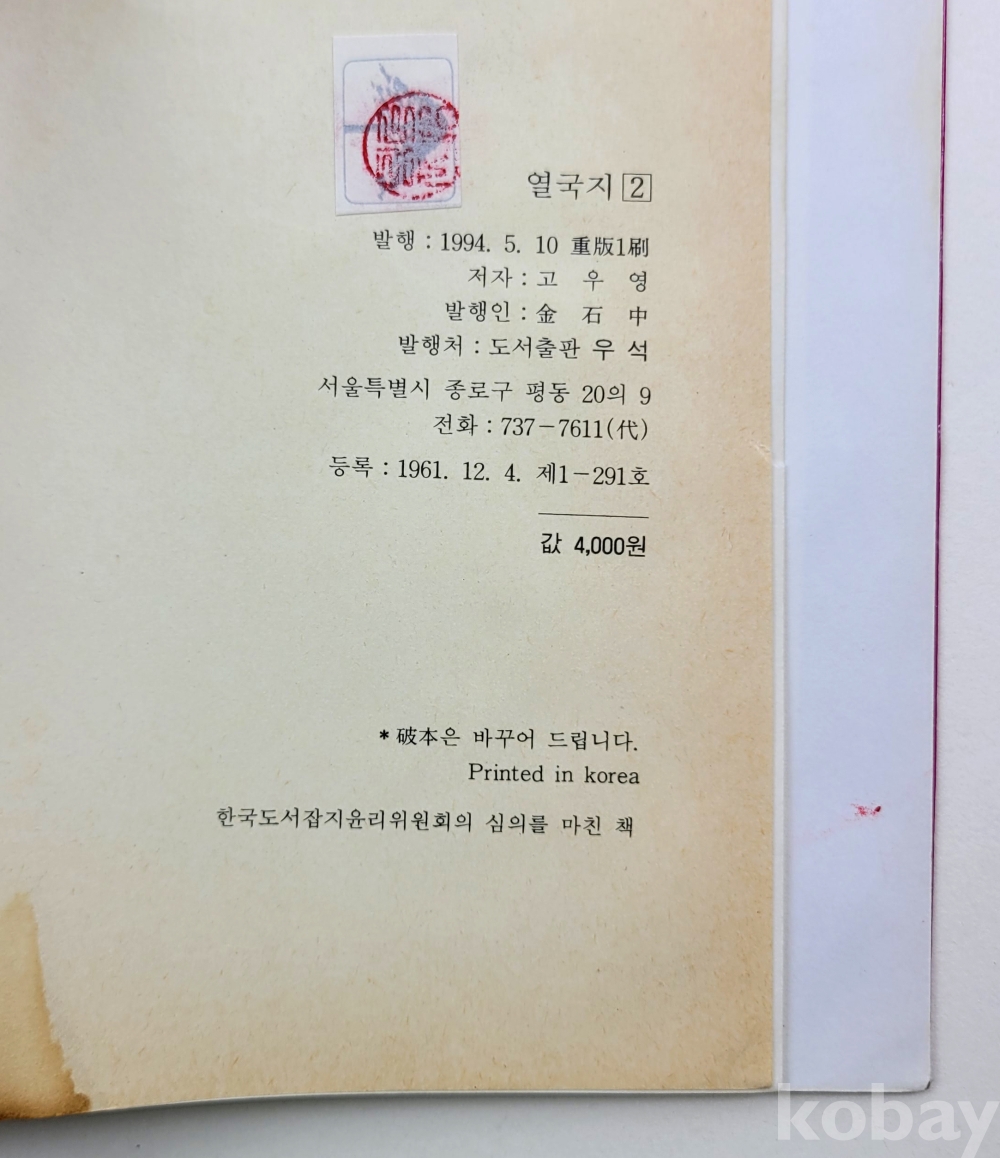 열국지 2
발행 : 1994. 5. 10 重版1刷
저자 : 고 우 영
발행인 : 金 石 中
발행처 : 도서출판 우 석
서울특별시 종로구 평동 20의 9
전화 : 737-7611(代)
등록 : 1961. 12. 4. 제1-291호
값 4,000원
* 破本은 바꾸어 드립니다.
Printed in korea
한국도서잡지윤리위원회의 심의를 마친 책
kobay